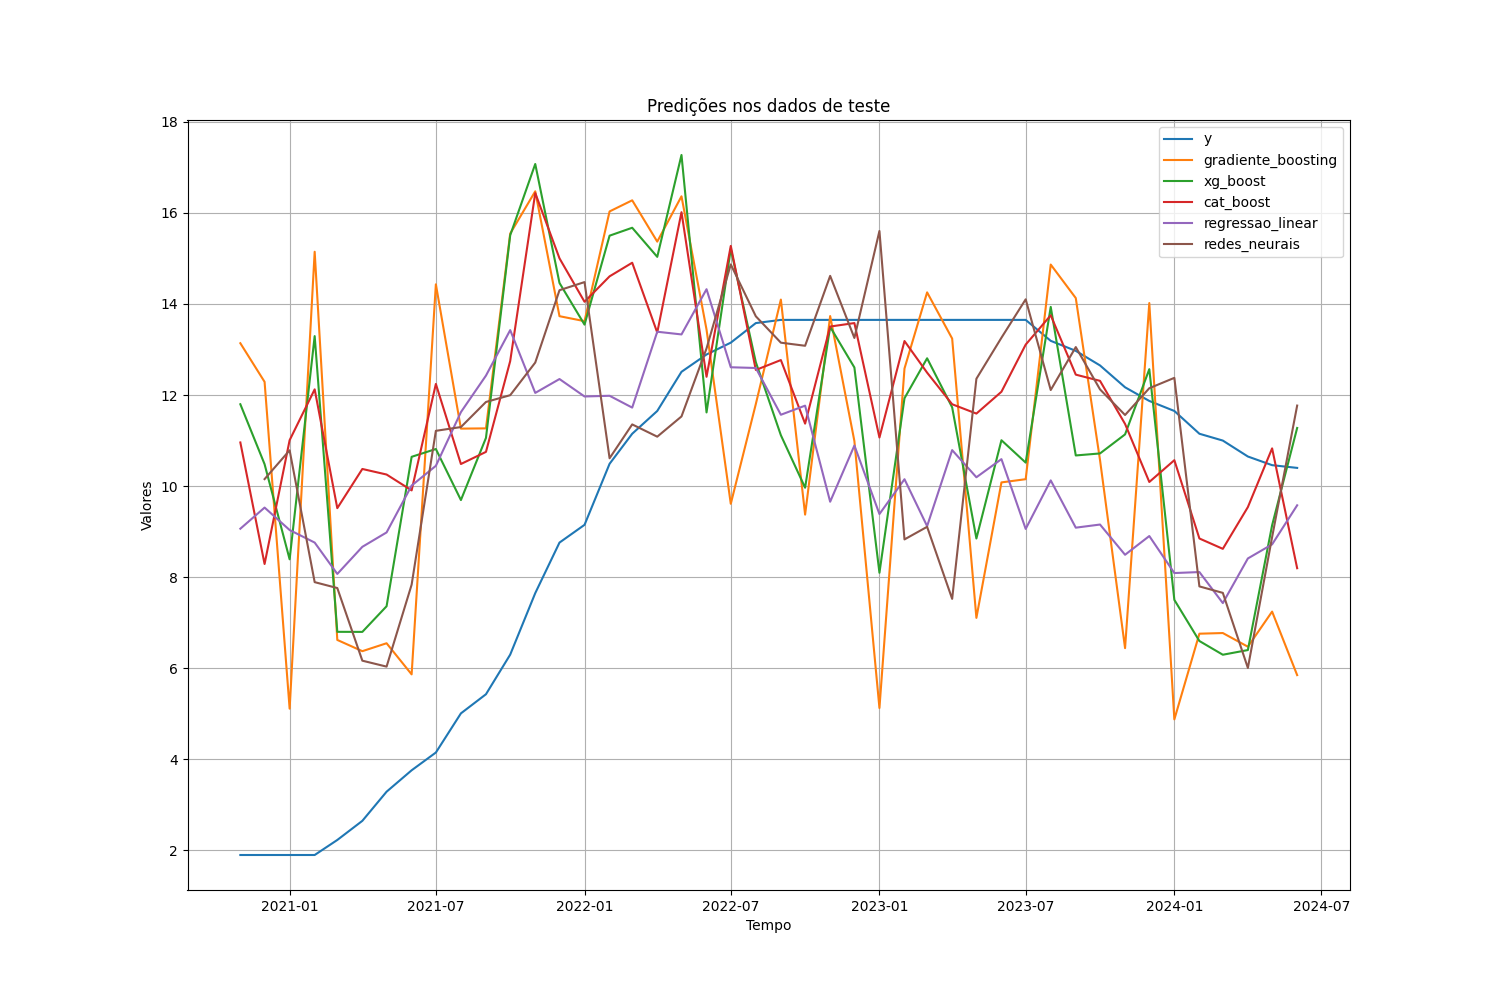 Predições nos dados de teste
y
gradiente_boosting
xg_boost
cat_boost
regressao_linear
redes_neurais
Valores
18
16
14
12
10
8
6
4
2
2021-01
2021-07
2022-01
2022-07
2023-01
2023-07
2024-01
2024-07
Tempo